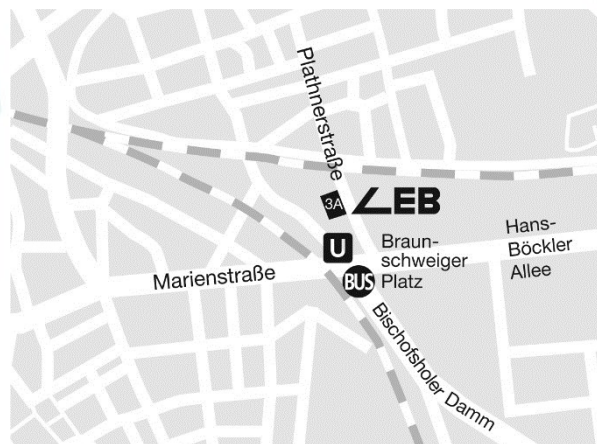 Plathnerstraße
3A
LEB
U
Braun-
schweiger
Platz
Hans-
Böckler
Allee
Marienstraße
BUS
Bischofsholer Damm